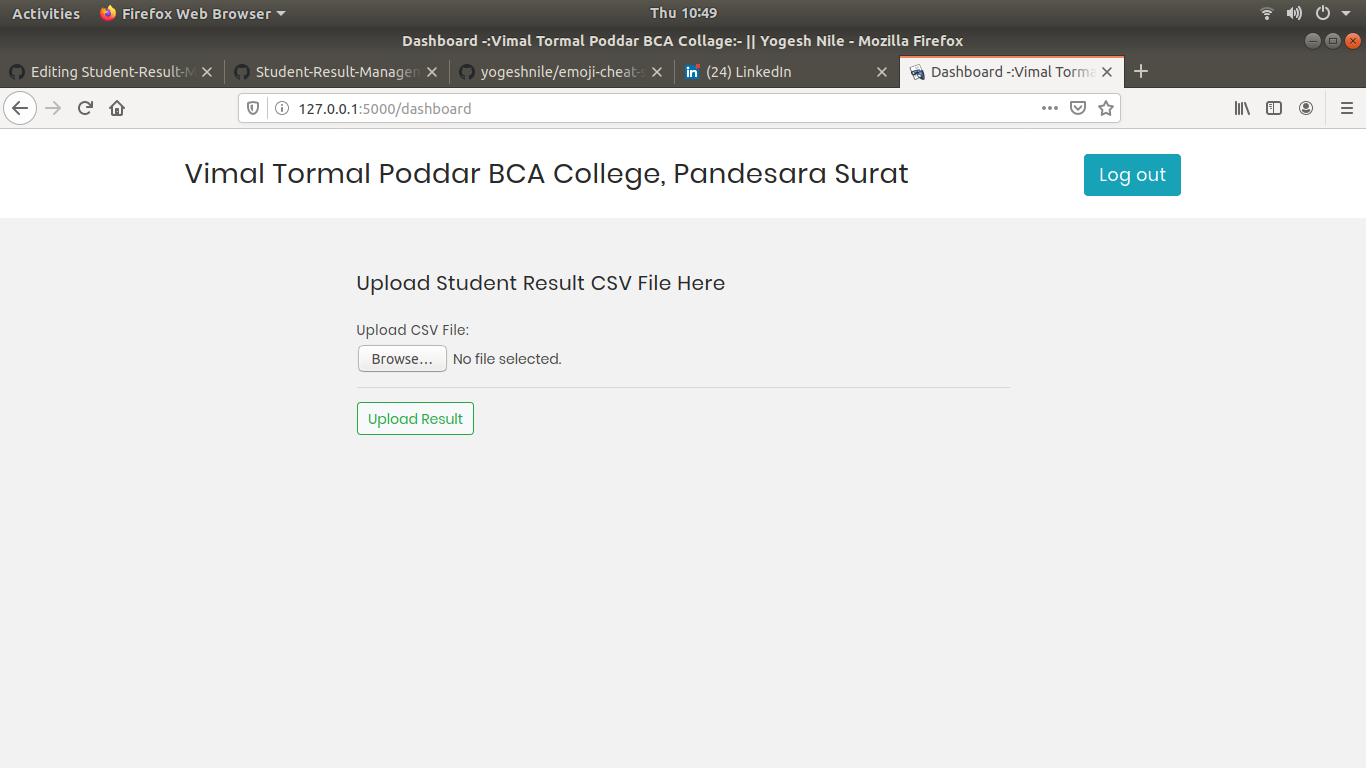 Activities Firefox Web Browser Thu 10:49
Dashboard -:Vimal Tormal Poddar BCA Collage:- || Yogesh Nile - Mozilla Firefox
Editing Student-Result-M Student-Result-Manage yogeshnile/emoji-cheat-s in (24) LinkedIn Dashboard -:Vimal Torma
127.0.0.1:5000/dashboard
Vimal Tormal Poddar BCA College, Pandesara Surat Log out
Upload Student Result CSV File Here
Upload CSV File:
Browse... No file selected.
Upload Result